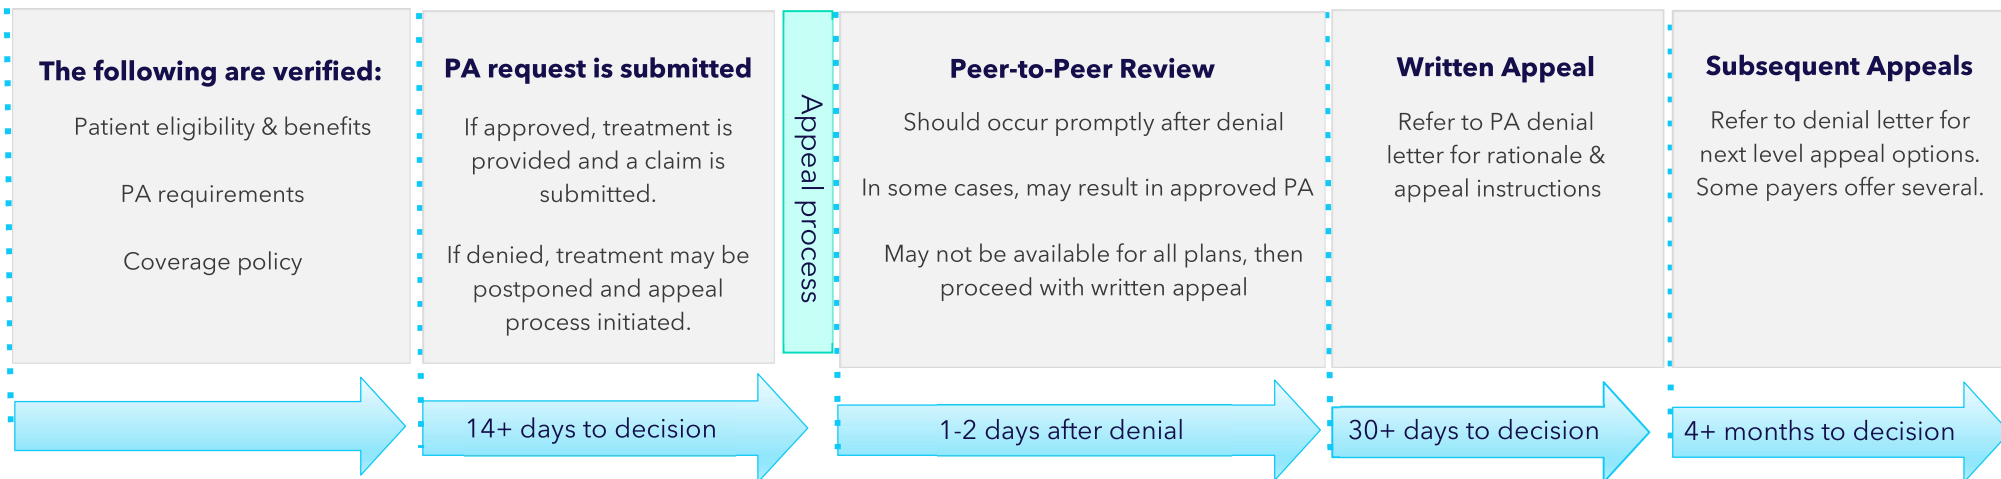 The following are verified:
Patient eligibility & benefits
PA requirements
Coverage policy
PA request is submitted
If approved, treatment is
provided and a claim is
submitted.
If denied, treatment may be
postponed and appeal
process initiated.
14+ days to decision
Appeal process
Peer-to-Peer Review
Should occur promptly after denial
In some cases, may result in approved PA
May not be available for all plans, then
proceed with written appeal
1-2 days after denial
Written Appeal
Refer to PA denial
letter for rationale &
appeal instructions
30+ days to decision
Subsequent Appeals
Refer to denial letter for
next level appeal options.
Some payers offer several.
4+ months to decision